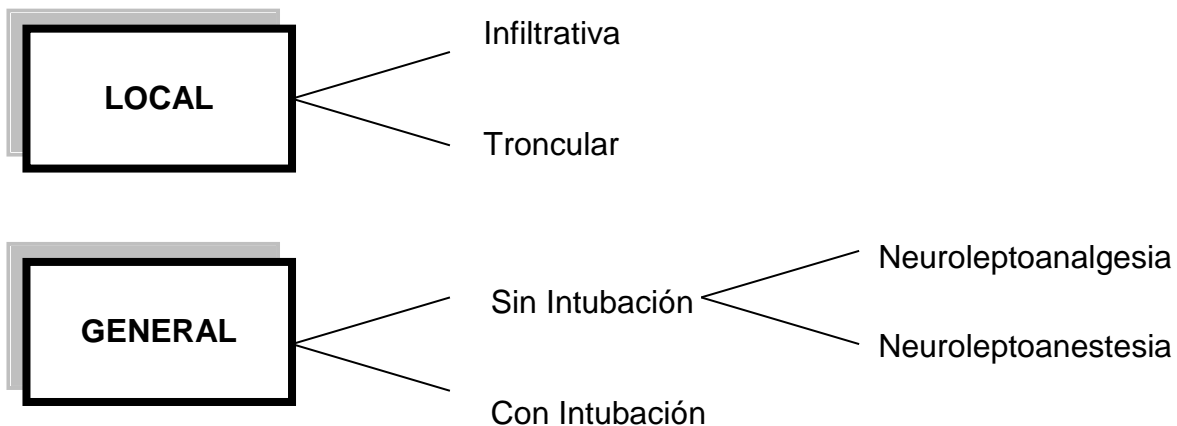 Infiltrativa
LOCAL
Troncular
Neuroleptoanalgesia
Sin Intubación
GENERAL
Neuroleptoanestesia
Con Intubación